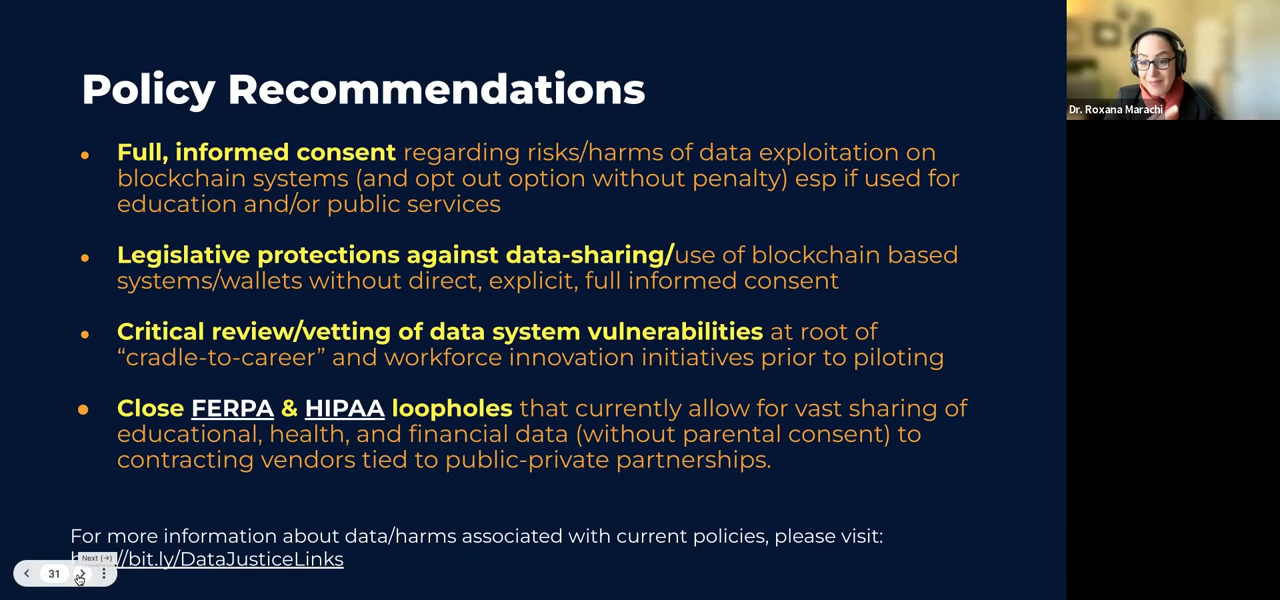 Policy Recommendations
Dr. Roxana Marachi
• Full, informed consent regarding risks/harms of data exploitation on
blockchain systems (and opt out option without penalty) esp if used for
education and/or public services
• Legislative protections against data-sharing/use of blockchain based
systems/wallets without direct, explicit, full informed consent
• Critical review/vetting of data system vulnerabilities at root of
“cradle-to-career” and workforce innovation initiatives prior to piloting
• Close FERPA & HIPAA loopholes that currently allow for vast sharing of
educational, health, and financial data (without parental consent) to
contracting vendors tied to public-private partnerships.
For more information about data/harms associated with current policies, please visit:
//bit.ly/DataJusticeLinks
Next (→)
31